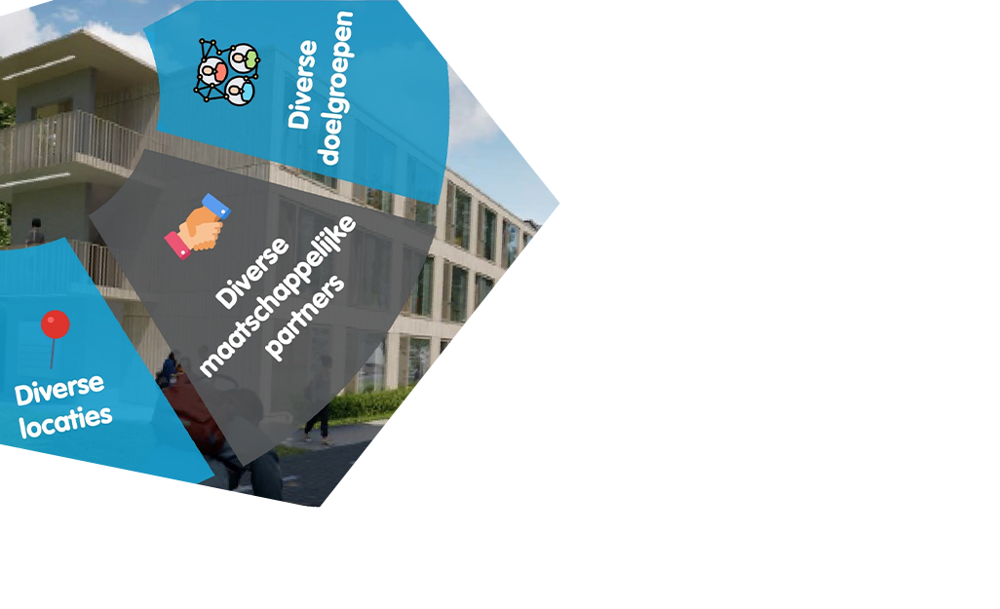 Diverse
doelgroepen
Diverse
maatschappelijke
partners
Diverse
locaties